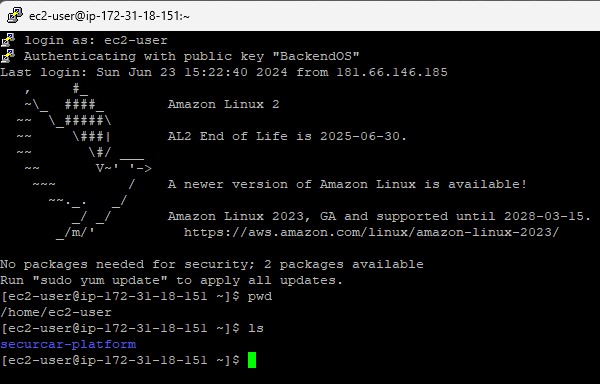 ec2-user@ip-172-31-18-151:~
login as: ec2-user
Authenticating with public key "BackendOS"
Last login: Sun Jun 23 15:22:40 2024 from 181.66.146.185
   ,     #_
   ~\_  ####_        Amazon Linux 2
  ~~  \_#####\
  ~~     \###|       AL2 End of Life is 2025-06-30.
  ~~       \#/ ___
   ~~       V~' '->
    ~~~         /    A newer version of Amazon Linux is available!
      ~~._.   _/
         _/ _/       Amazon Linux 2023, GA and supported until 2028-03-15.
       _/m/'           https://aws.amazon.com/linux/amazon-linux-2023/
No packages needed for security; 2 packages available
Run "sudo yum update" to apply all updates.
[ec2-user@ip-172-31-18-151 ~]$ pwd
/home/ec2-user
[ec2-user@ip-172-31-18-151 ~]$ ls
securcar-platform
[ec2-user@ip-172-31-18-151 ~]$